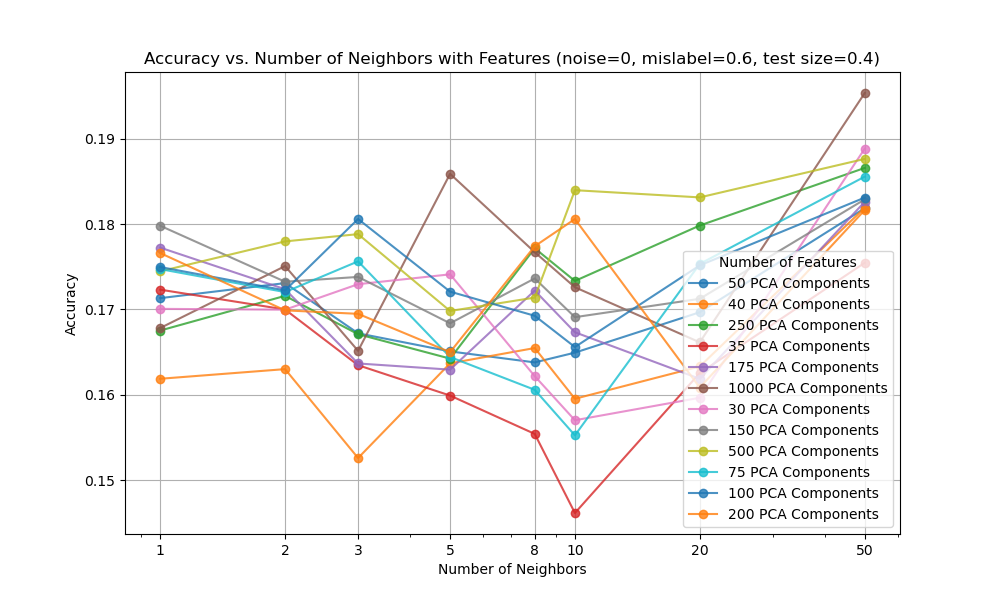 Accuracy vs. Number of Neighbors with Features (noise=0, mislabel=0.6, test size=0.4)
Accuracy
0.19
0.18
0.17
0.16
0.15
Number of Features
50 PCA Components
40 PCA Components
250 PCA Components
35 PCA Components
175 PCA Components
1000 PCA Components
30 PCA Components
150 PCA Components
500 PCA Components
75 PCA Components
100 PCA Components
200 PCA Components
1 2 3 5 8 10 20 50
Number of Neighbors